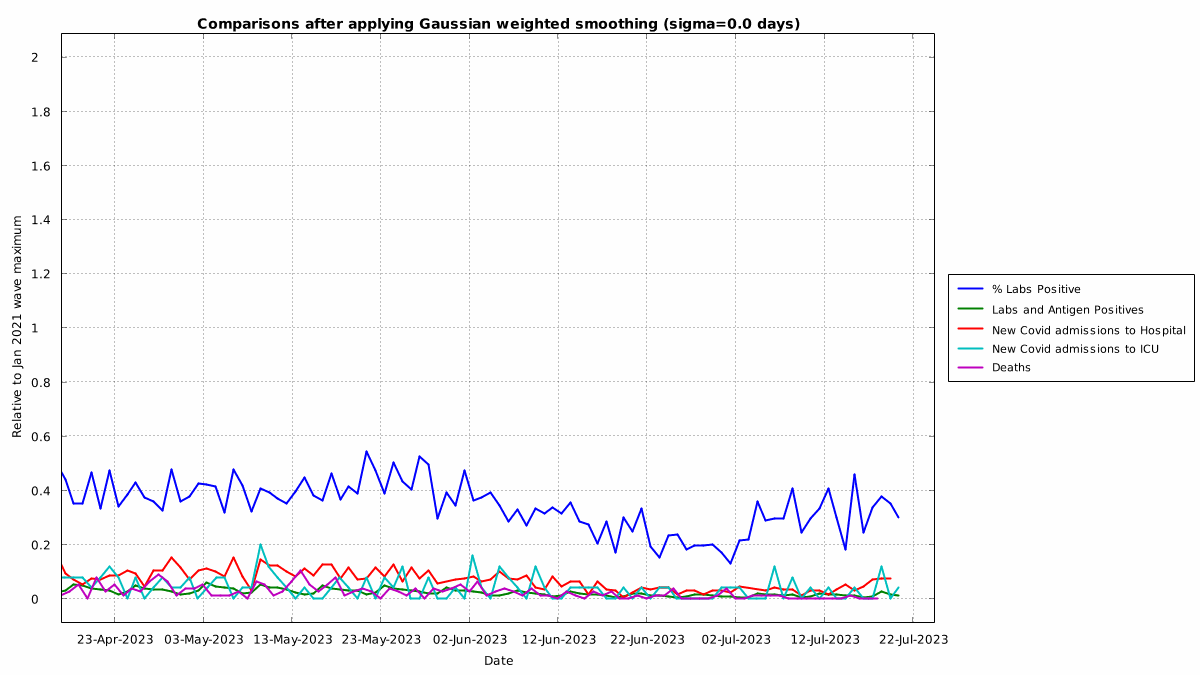 Comparisons after applying Gaussian weighted smoothing (sigma=0.0 days)
2
1.8
1.6
1.4
1.2
1
0.8
0.6
0.4
0.2
0
Relative to Jan 2021 wave maximum
23-Apr-2023 03-May-2023 13-May-2023 23-May-2023 02-Jun-2023 12-Jun-2023 22-Jun-2023 02-Jul-2023 12-Jul-2023 22-Jul-2023
Date
% Labs Positive
Labs and Antigen Positives
New Covid admissions to Hospital
New Covid admissions to ICU
Deaths